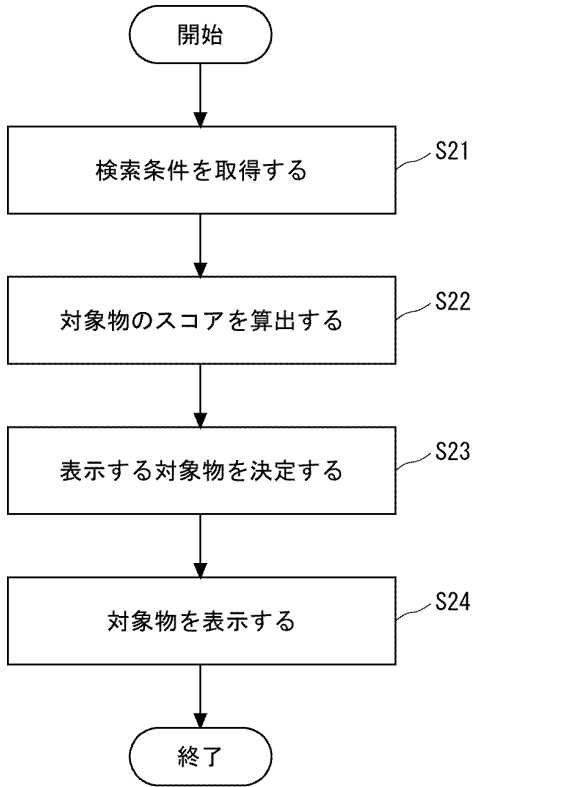 開始
検索条件を取得する
S21
対象物のスコアを算出する
S22
表示する対象物を決定する
S23
対象物を表示する
S24
終了